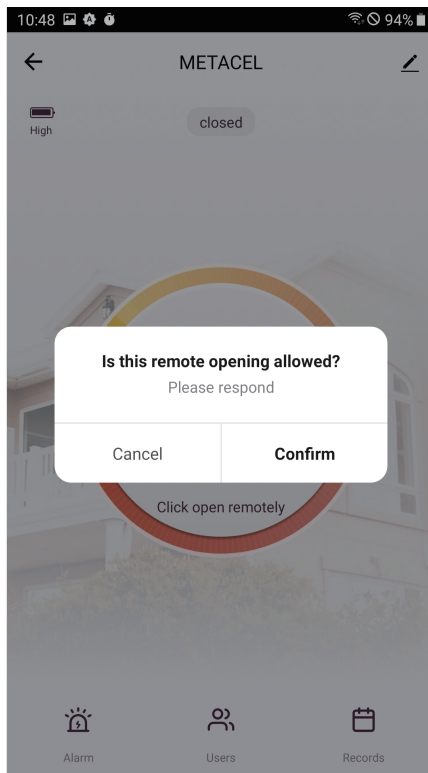 10:48 94%
METACEL
High
closed
Is this remote opening allowed?
Please respond
Cancel Confirm
Click open remotely
Alarm Users Records